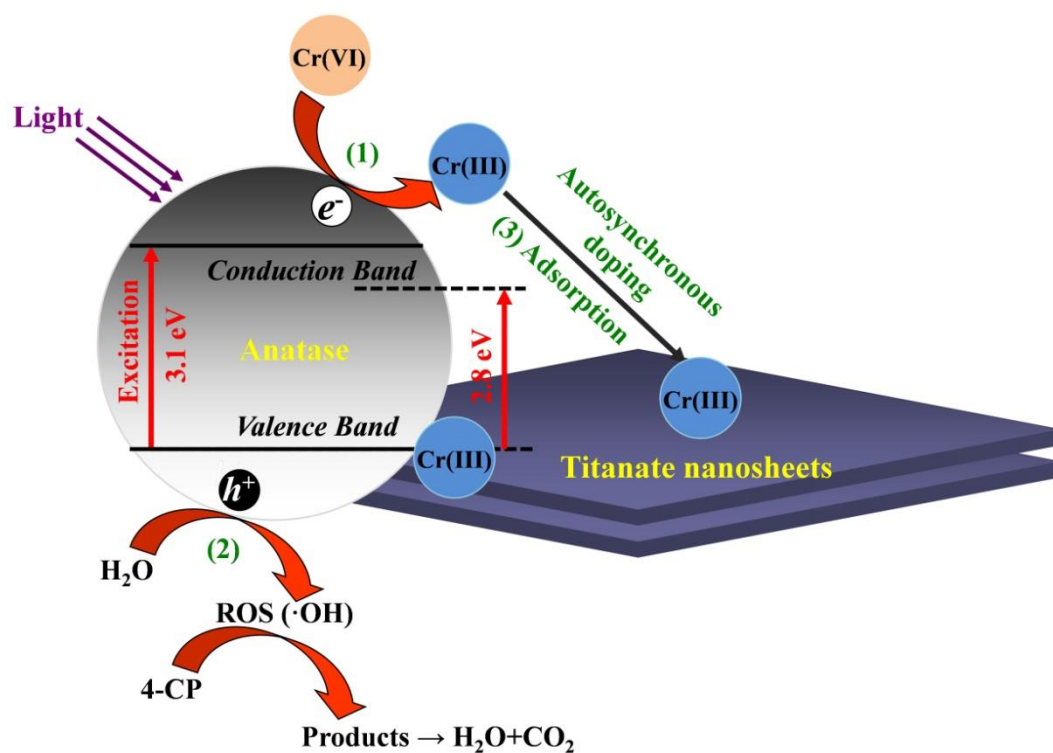 Cr(VI)
Light
(1)
Cr(III)
e⁻
Autosynchronous
doping
(3) Adsorption
Conduction Band
Excitation
3.1 eV
Anatase
2.8 eV
Cr(III)
Valence Band
Cr(III)
Titanate nanosheets
h⁺
(2)
H₂O
ROS (·OH)
4-CP
Products → H₂O+CO₂